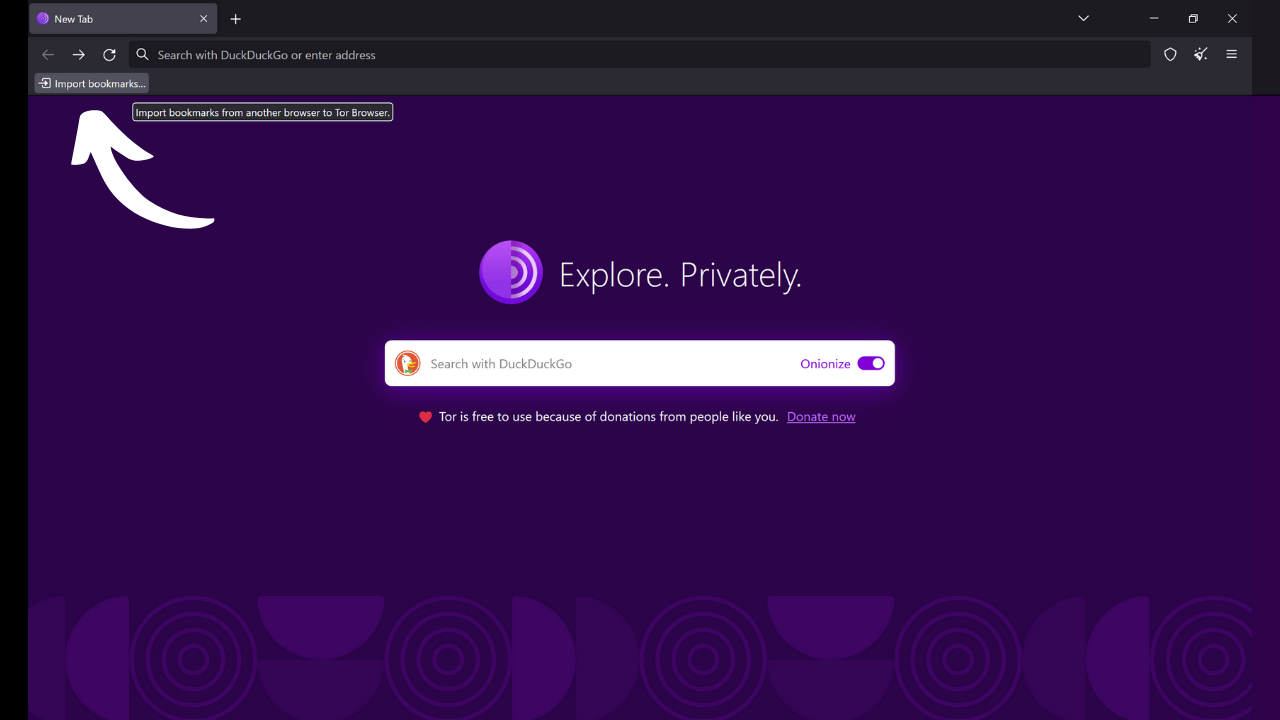 New Tab
Search with DuckDuckGo or enter address
Import bookmarks...
Import bookmarks from another browser to Tor Browser.
Explore. Privately.
Search with DuckDuckGo Onionize
Tor is free to use because of donations from people like you. Donate now